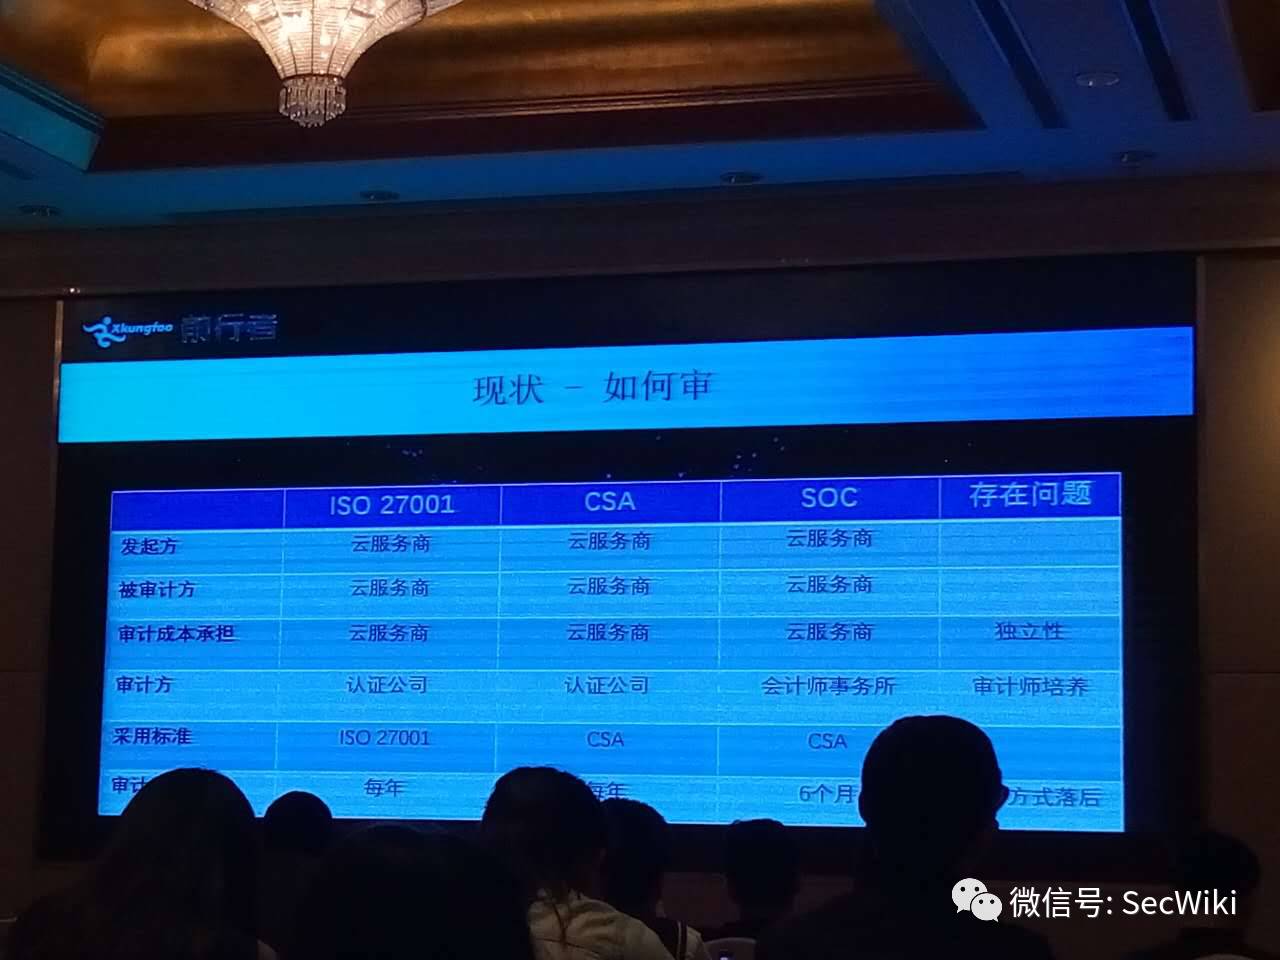 Xkungfoo 前行者
现状 - 如何审
ISO 27001 CSA SOC 存在问题
发起方 云服务商 云服务商 云服务商
被审计方 云服务商 云服务商 云服务商
审计成本承担 云服务商 云服务商 云服务商 独立性
审计方 认证公司 认证公司 会计师事务所 审计师培养
采用标准 ISO 27001 CSA CSA
审计 每年 每年 6个月 方式落后
微信号: SecWiki